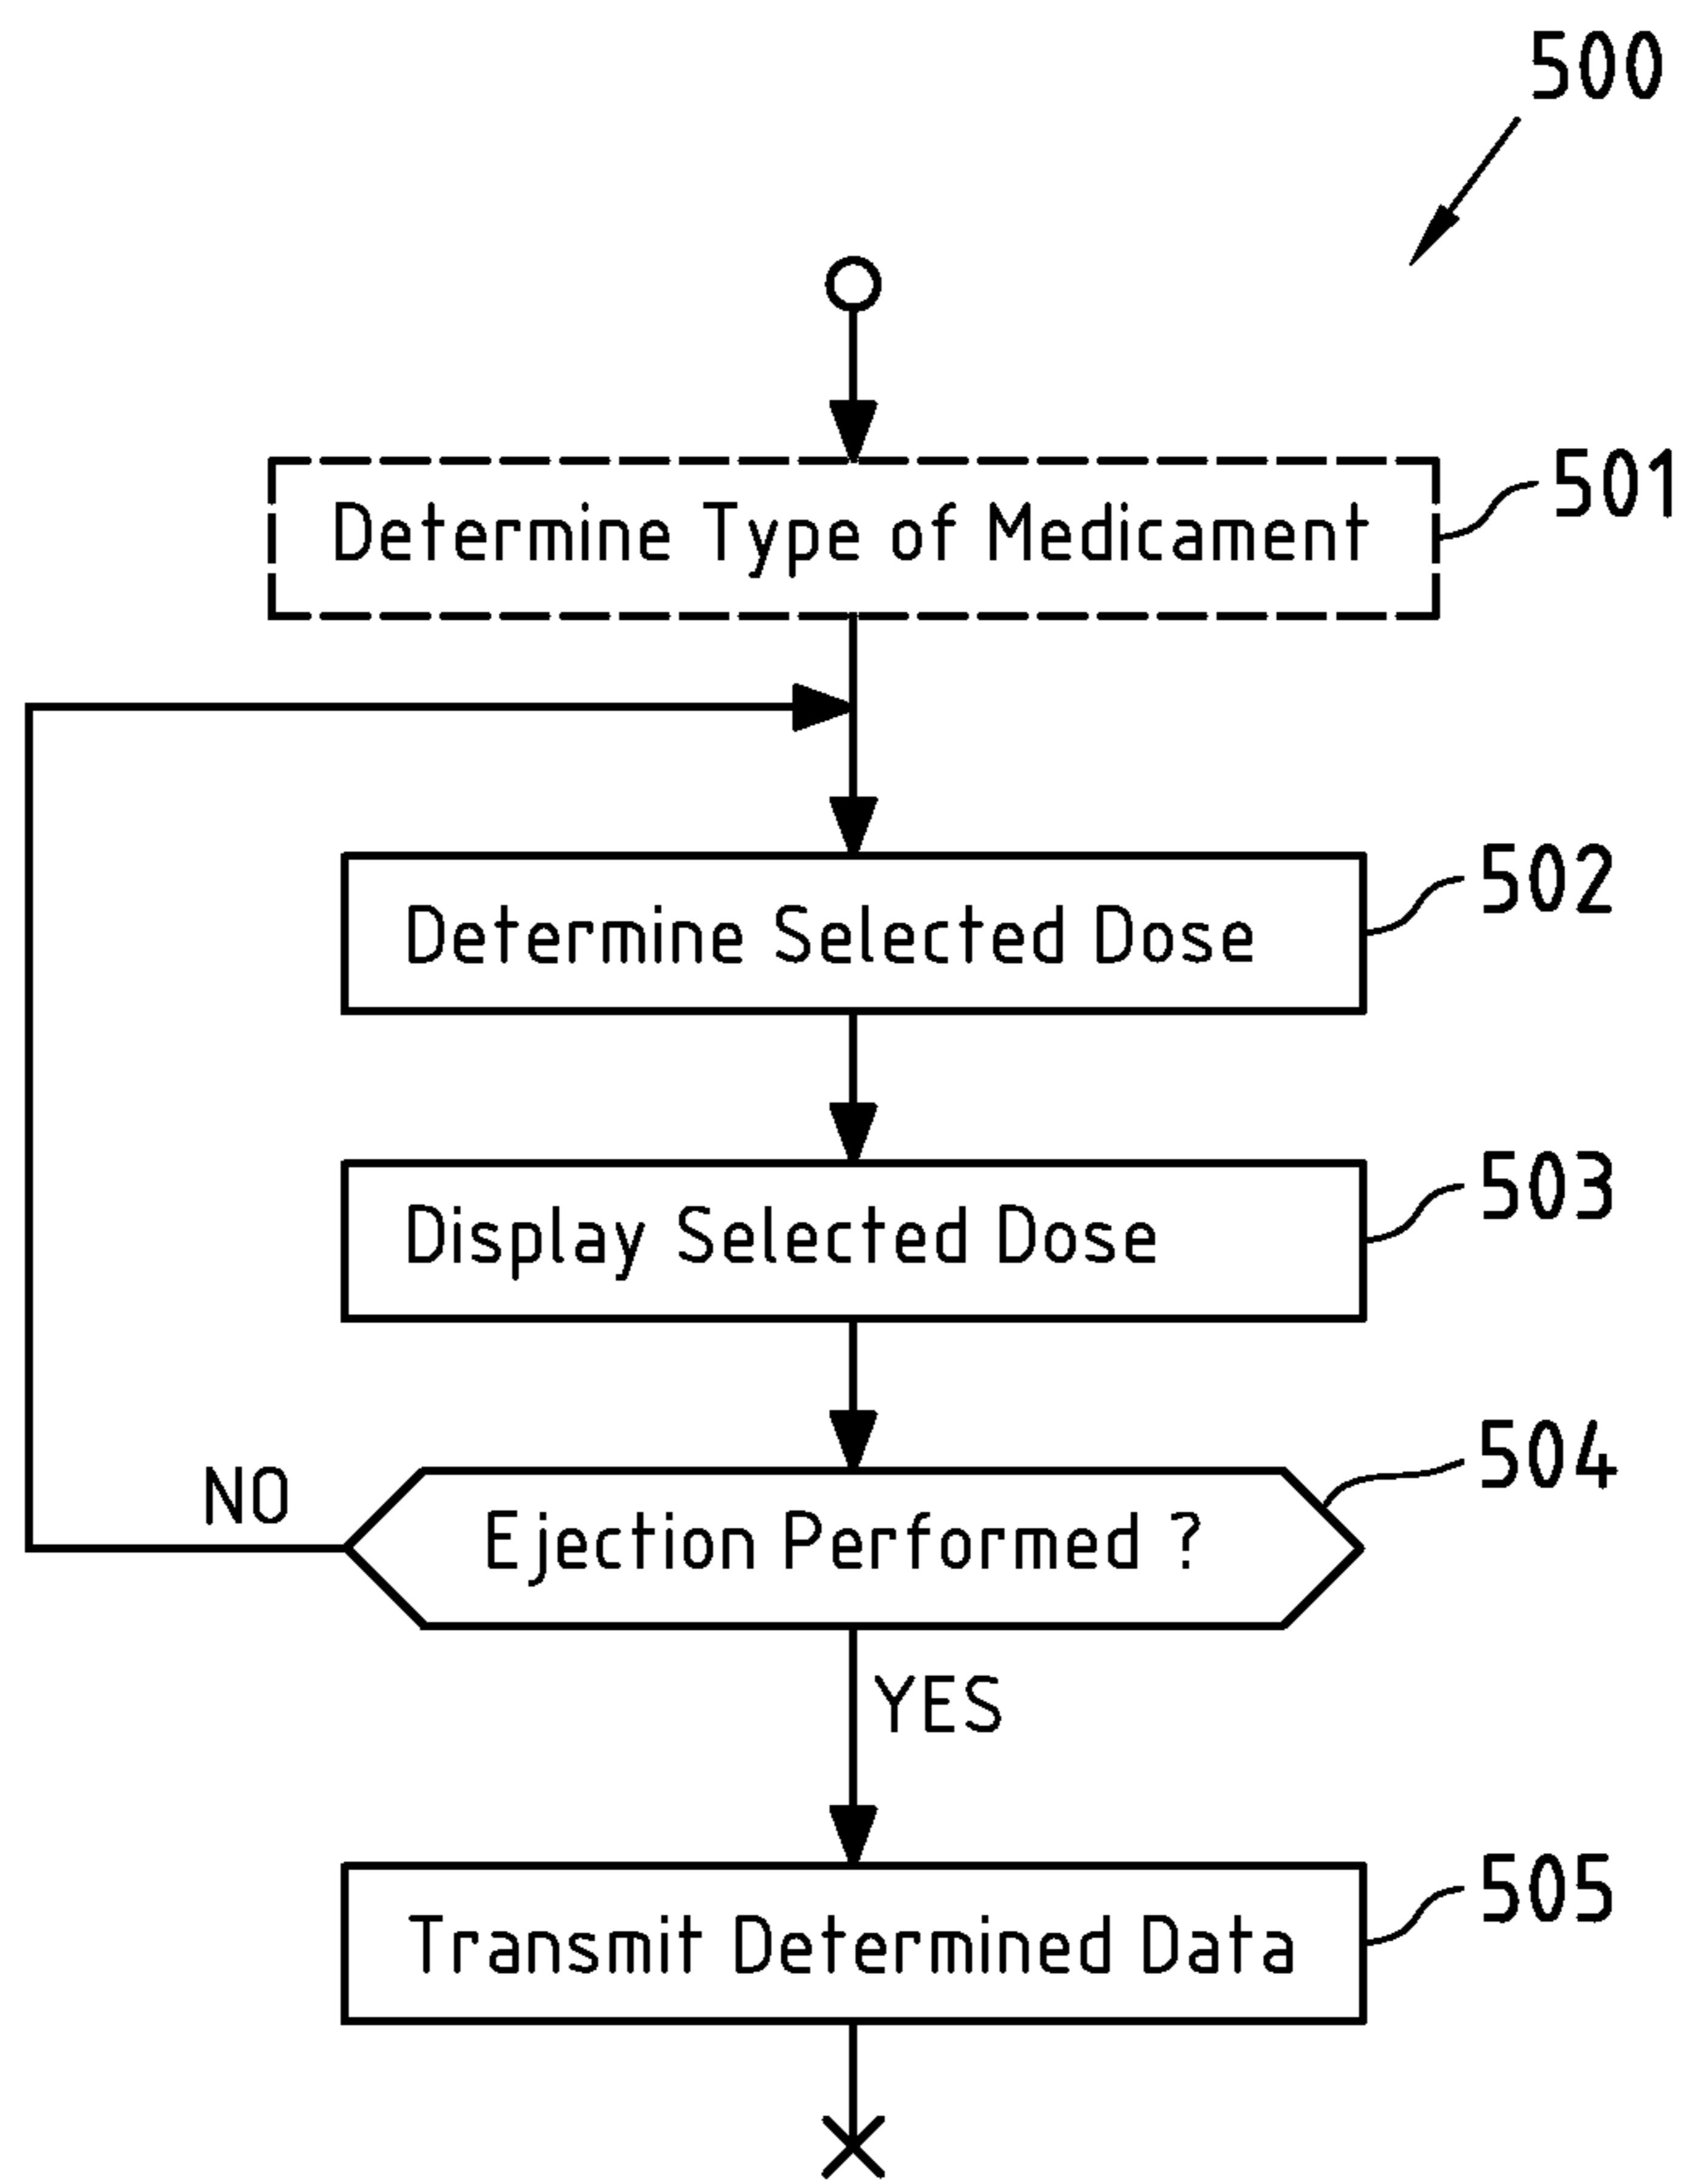 500
Determine Type of Medicament
501
Determine Selected Dose
502
Display Selected Dose
503
504
NO
Ejection Performed ?
YES
Transmit Determined Data
505